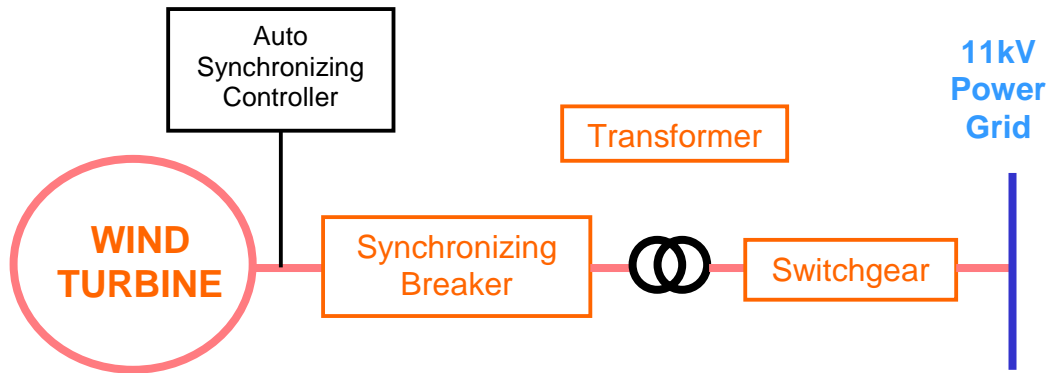 Auto
Synchronizing
Controller
11kV
Power
Grid
Transformer
WIND
TURBINE
Synchronizing
Breaker
Switchgear